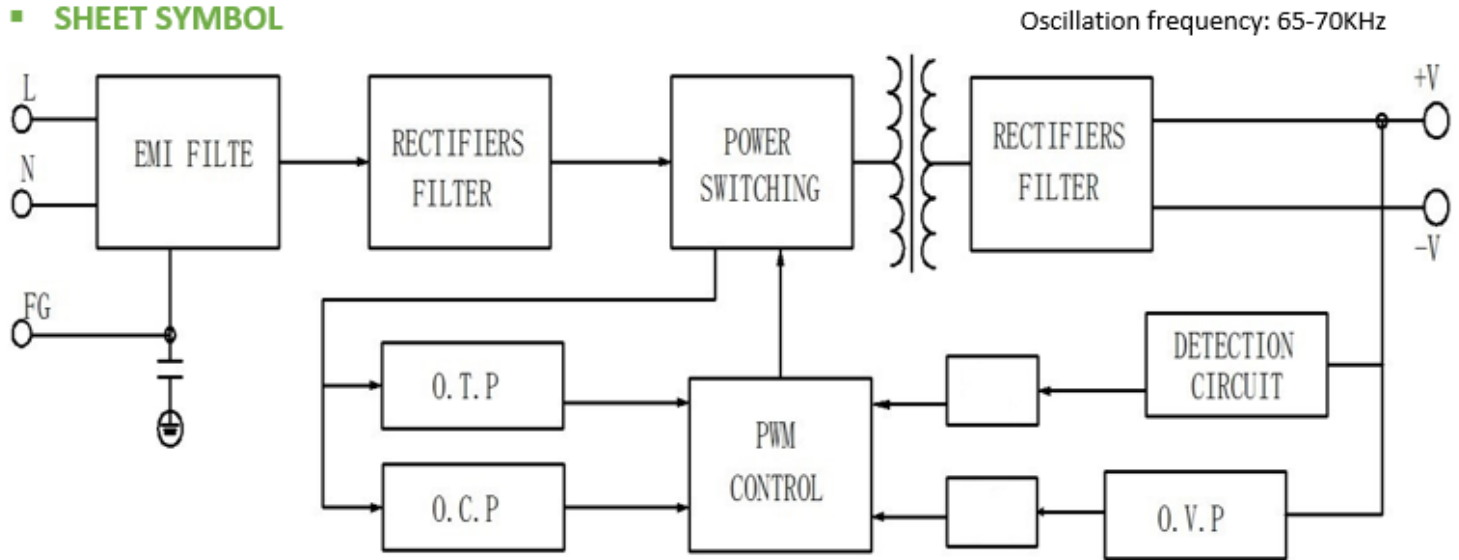 ▪ SHEET SYMBOL
Oscillation frequency: 65-70KHz
L
N
FG
EMI FILTE
RECTIFIERS
FILTER
POWER
SWITCHING
RECTIFIERS
FILTER
+V
-V
O.T.P
O.C.P
PWM
CONTROL
DETECTION
CIRCUIT
O.V.P